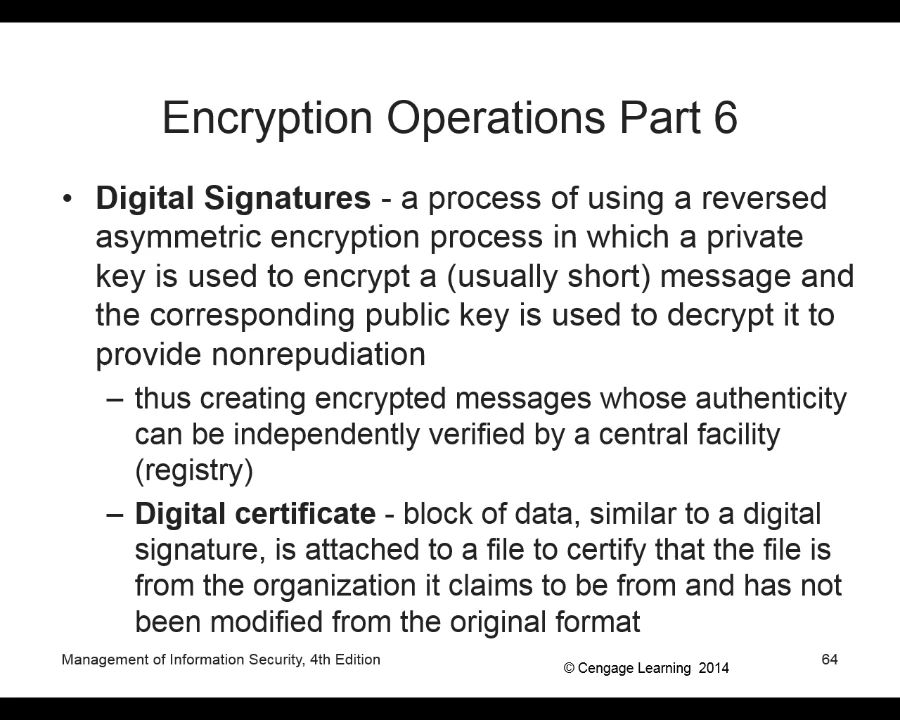 Encryption Operations Part 6
• Digital Signatures - a process of using a reversed
asymmetric encryption process in which a private
key is used to encrypt a (usually short) message and
the corresponding public key is used to decrypt it to
provide nonrepudiation
– thus creating encrypted messages whose authenticity
can be independently verified by a central facility
(registry)
– Digital certificate - block of data, similar to a digital
signature, is attached to a file to certify that the file is
from the organization it claims to be from and has not
been modified from the original format
Management of Information Security, 4th Edition
© Cengage Learning 2014
64